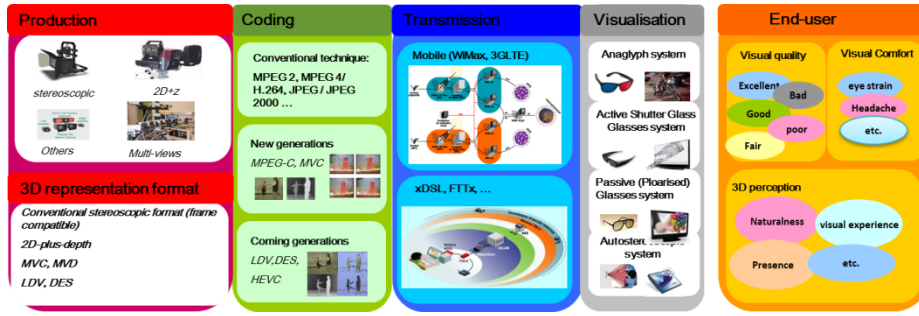 Production
stereoscopic
2D+z
Others
Multi-views
3D representation format
Conventional stereoscopic format (frame
compatible)
2D-plus-depth
MVC, MVD
LDV, DES
Coding
Conventional technique:
MPEG 2, MPEG 4/
H.264, JPEG / JPEG
2000 ...
New generations
MPEG-C, MVC
Coming generations
LDV,DES,
HEVC
Transmission
Mobile (WiMax, 3GLTE)
xDSL, FTTx, ...
Visualisation
Anaglyph system
Active Shutter Glass
Glasses system
Passive (Ploarised)
Glasses system
system
End-user
Visual quality
Excellent
Bad
Good
poor
Fair
Visual Comfort
eye strain
Headache
etc.
3D perception
Naturalness
visual experience
Presence
etc.